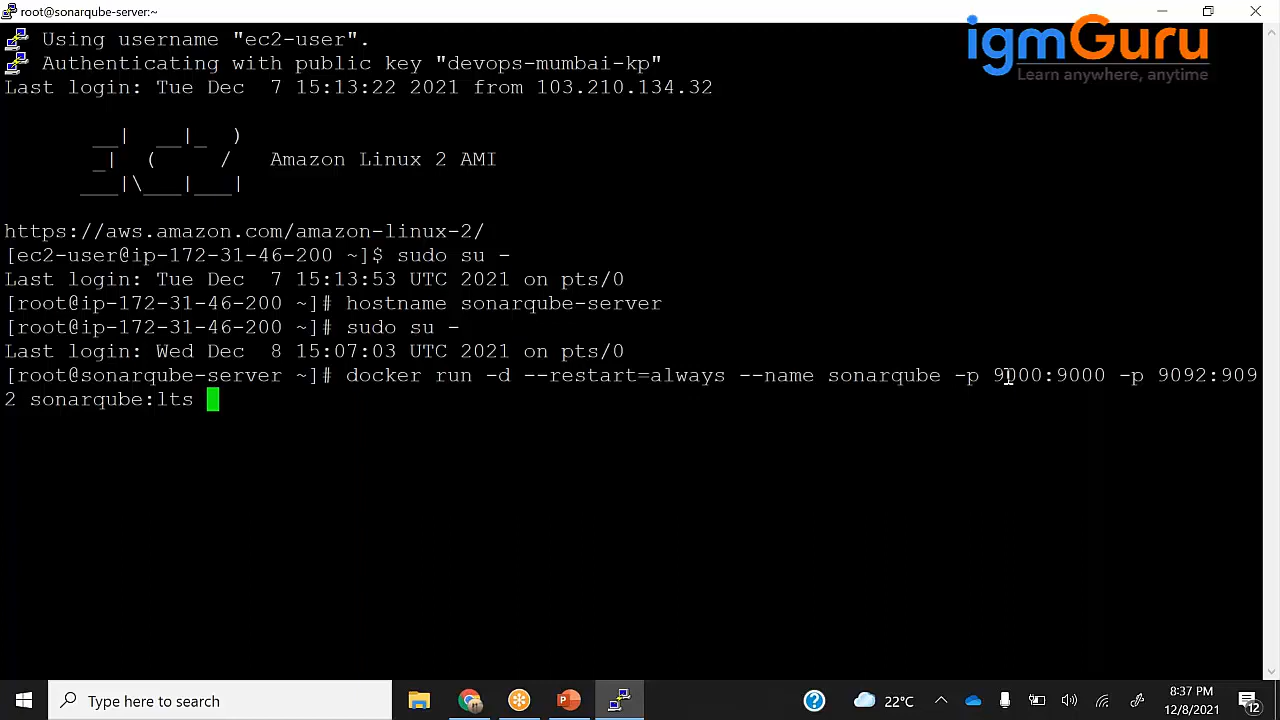 root@sonarqube-server:~
igmGuru
Learn anywhere, anytime
Using username "ec2-user".
Authenticating with public key "devops-mumbai-kp"
Last login: Tue Dec  7 15:13:22 2021 from 103.210.134.32
__|  __|_  )
_|  (     /   Amazon Linux 2 AMI
___|\___|___|
https://aws.amazon.com/amazon-linux-2/
[ec2-user@ip-172-31-46-200 ~]$ sudo su -
Last login: Tue Dec  7 15:13:53 UTC 2021 on pts/0
[root@ip-172-31-46-200 ~]# hostname sonarqube-server
[root@ip-172-31-46-200 ~]# sudo su -
Last login: Wed Dec  8 15:07:03 UTC 2021 on pts/0
[root@sonarqube-server ~]# docker run -d --restart=always --name sonarqube -p 9000:9000 -p 9092:909
2 sonarqube:lts
Type here to search
22°C
8:37 PM
12/8/2021
12